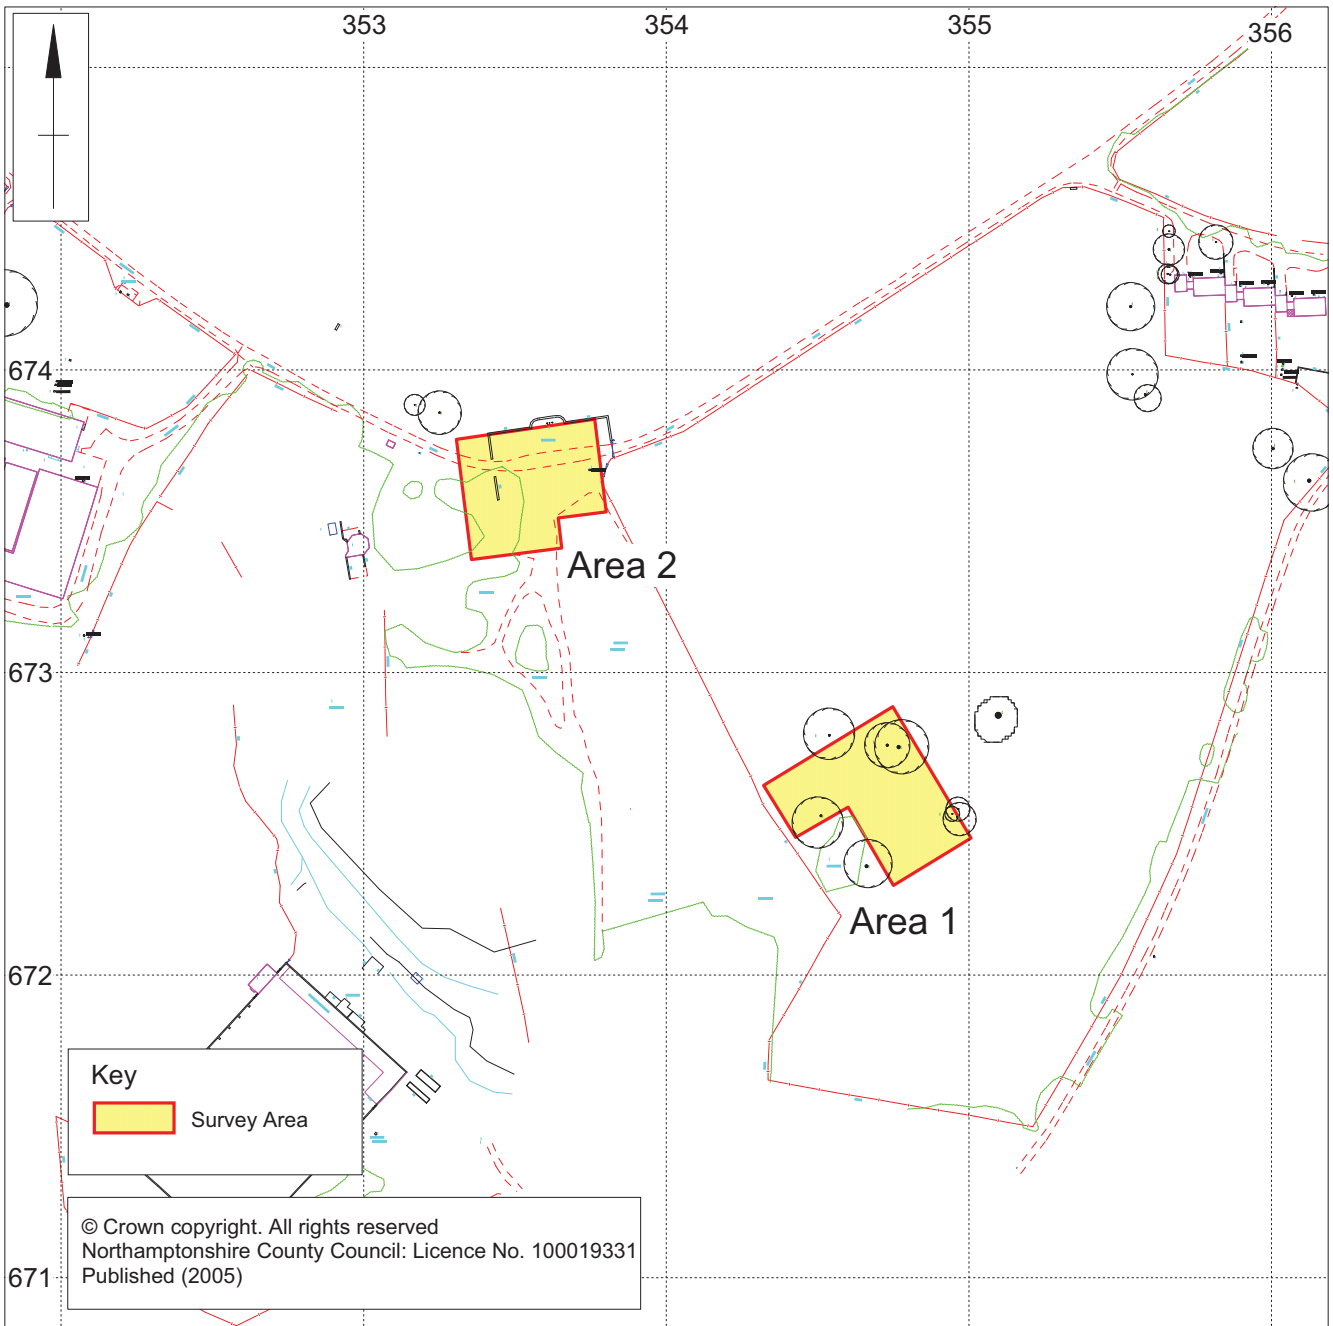 353
354
355
356
674
Area 2
673
Area 1
672
Key
Survey Area
© Crown copyright. All rights reserved
Northamptonshire County Council: Licence No. 100019331
Published (2005)
671